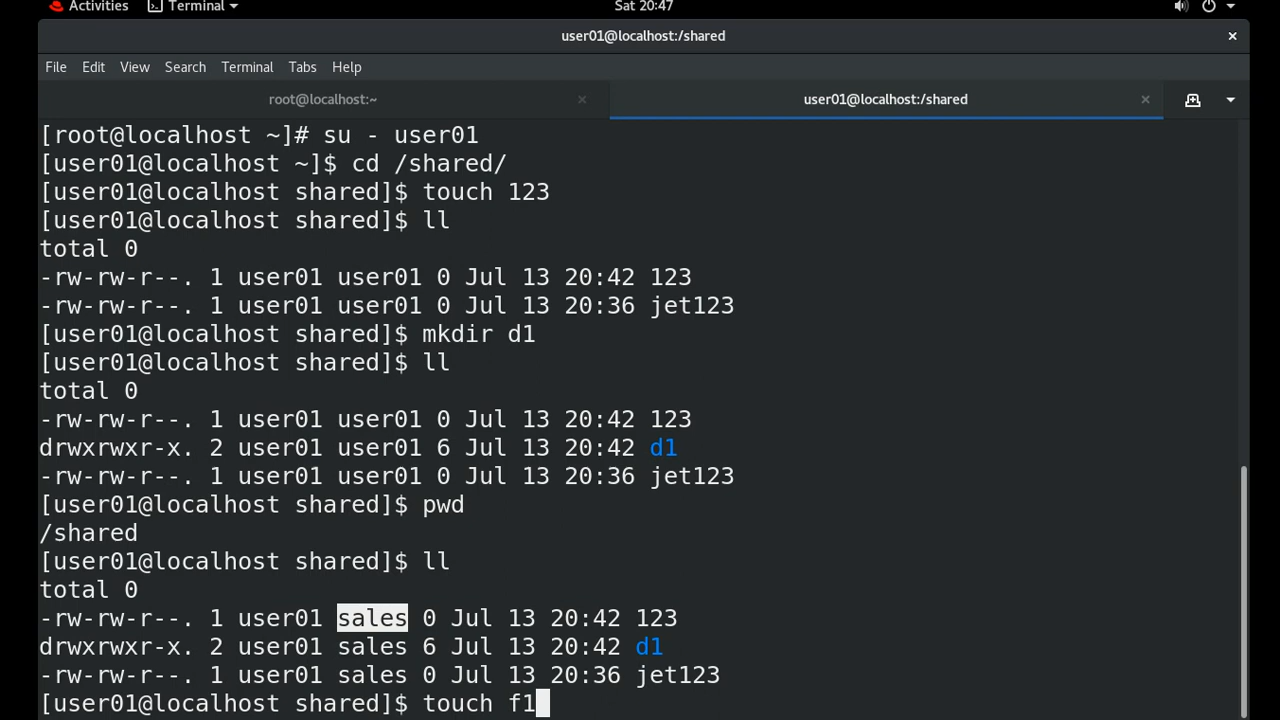 Activities Terminal Sat 20:47
user01@localhost:/shared
File Edit View Search Terminal Tabs Help
root@localhost:~ user01@localhost:/shared
[root@localhost ~]# su - user01
[user01@localhost ~]$ cd /shared/
[user01@localhost shared]$ touch 123
[user01@localhost shared]$ ll
total 0
-rw-rw-r--. 1 user01 user01 0 Jul 13 20:42 123
-rw-rw-r--. 1 user01 user01 0 Jul 13 20:36 jet123
[user01@localhost shared]$ mkdir d1
[user01@localhost shared]$ ll
total 0
-rw-rw-r--. 1 user01 user01 0 Jul 13 20:42 123
drwxrwxr-x. 2 user01 user01 6 Jul 13 20:42 d1
-rw-rw-r--. 1 user01 user01 0 Jul 13 20:36 jet123
[user01@localhost shared]$ pwd
/shared
[user01@localhost shared]$ ll
total 0
-rw-rw-r--. 1 user01 sales 0 Jul 13 20:42 123
drwxrwxr-x. 2 user01 sales 6 Jul 13 20:42 d1
-rw-rw-r--. 1 user01 sales 0 Jul 13 20:36 jet123
[user01@localhost shared]$ touch f1